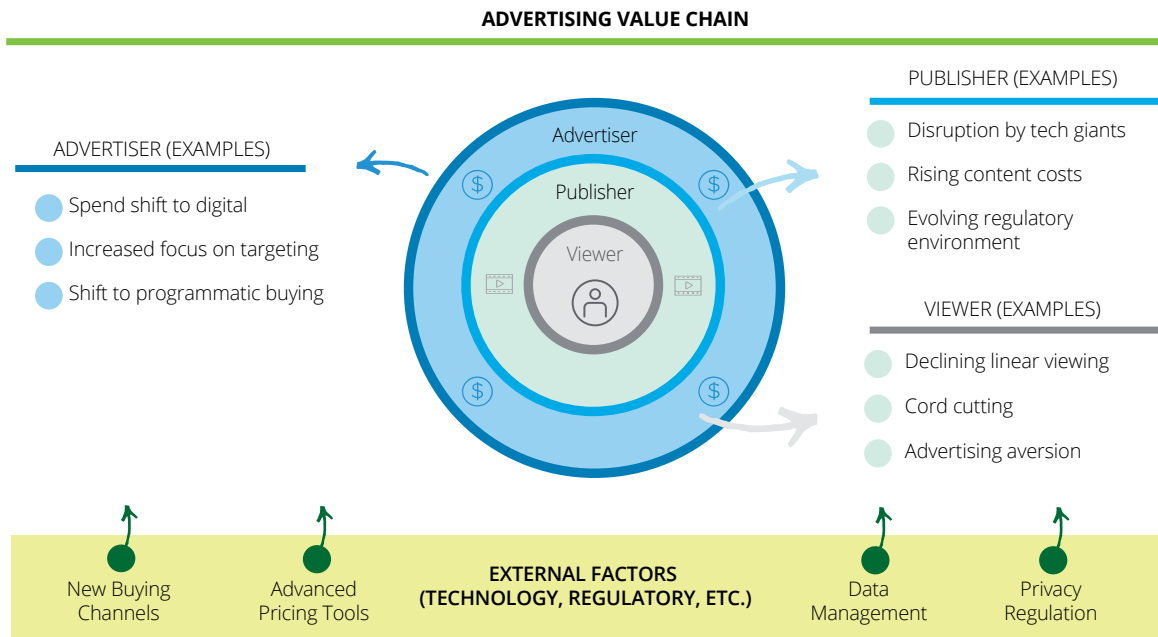 ADVERTISING VALUE CHAIN
ADVERTISER (EXAMPLES)
Spend shift to digital
Increased focus on targeting
Shift to programmatic buying
Advertiser
$
$
Publisher
Viewer
$
$
PUBLISHER (EXAMPLES)
Disruption by tech giants
Rising content costs
Evolving regulatory
environment
VIEWER (EXAMPLES)
Declining linear viewing
Cord cutting
Advertising aversion
New Buying
Channels
Advanced
Pricing Tools
EXTERNAL FACTORS
(TECHNOLOGY, REGULATORY, ETC.)
Data
Management
Privacy
Regulation